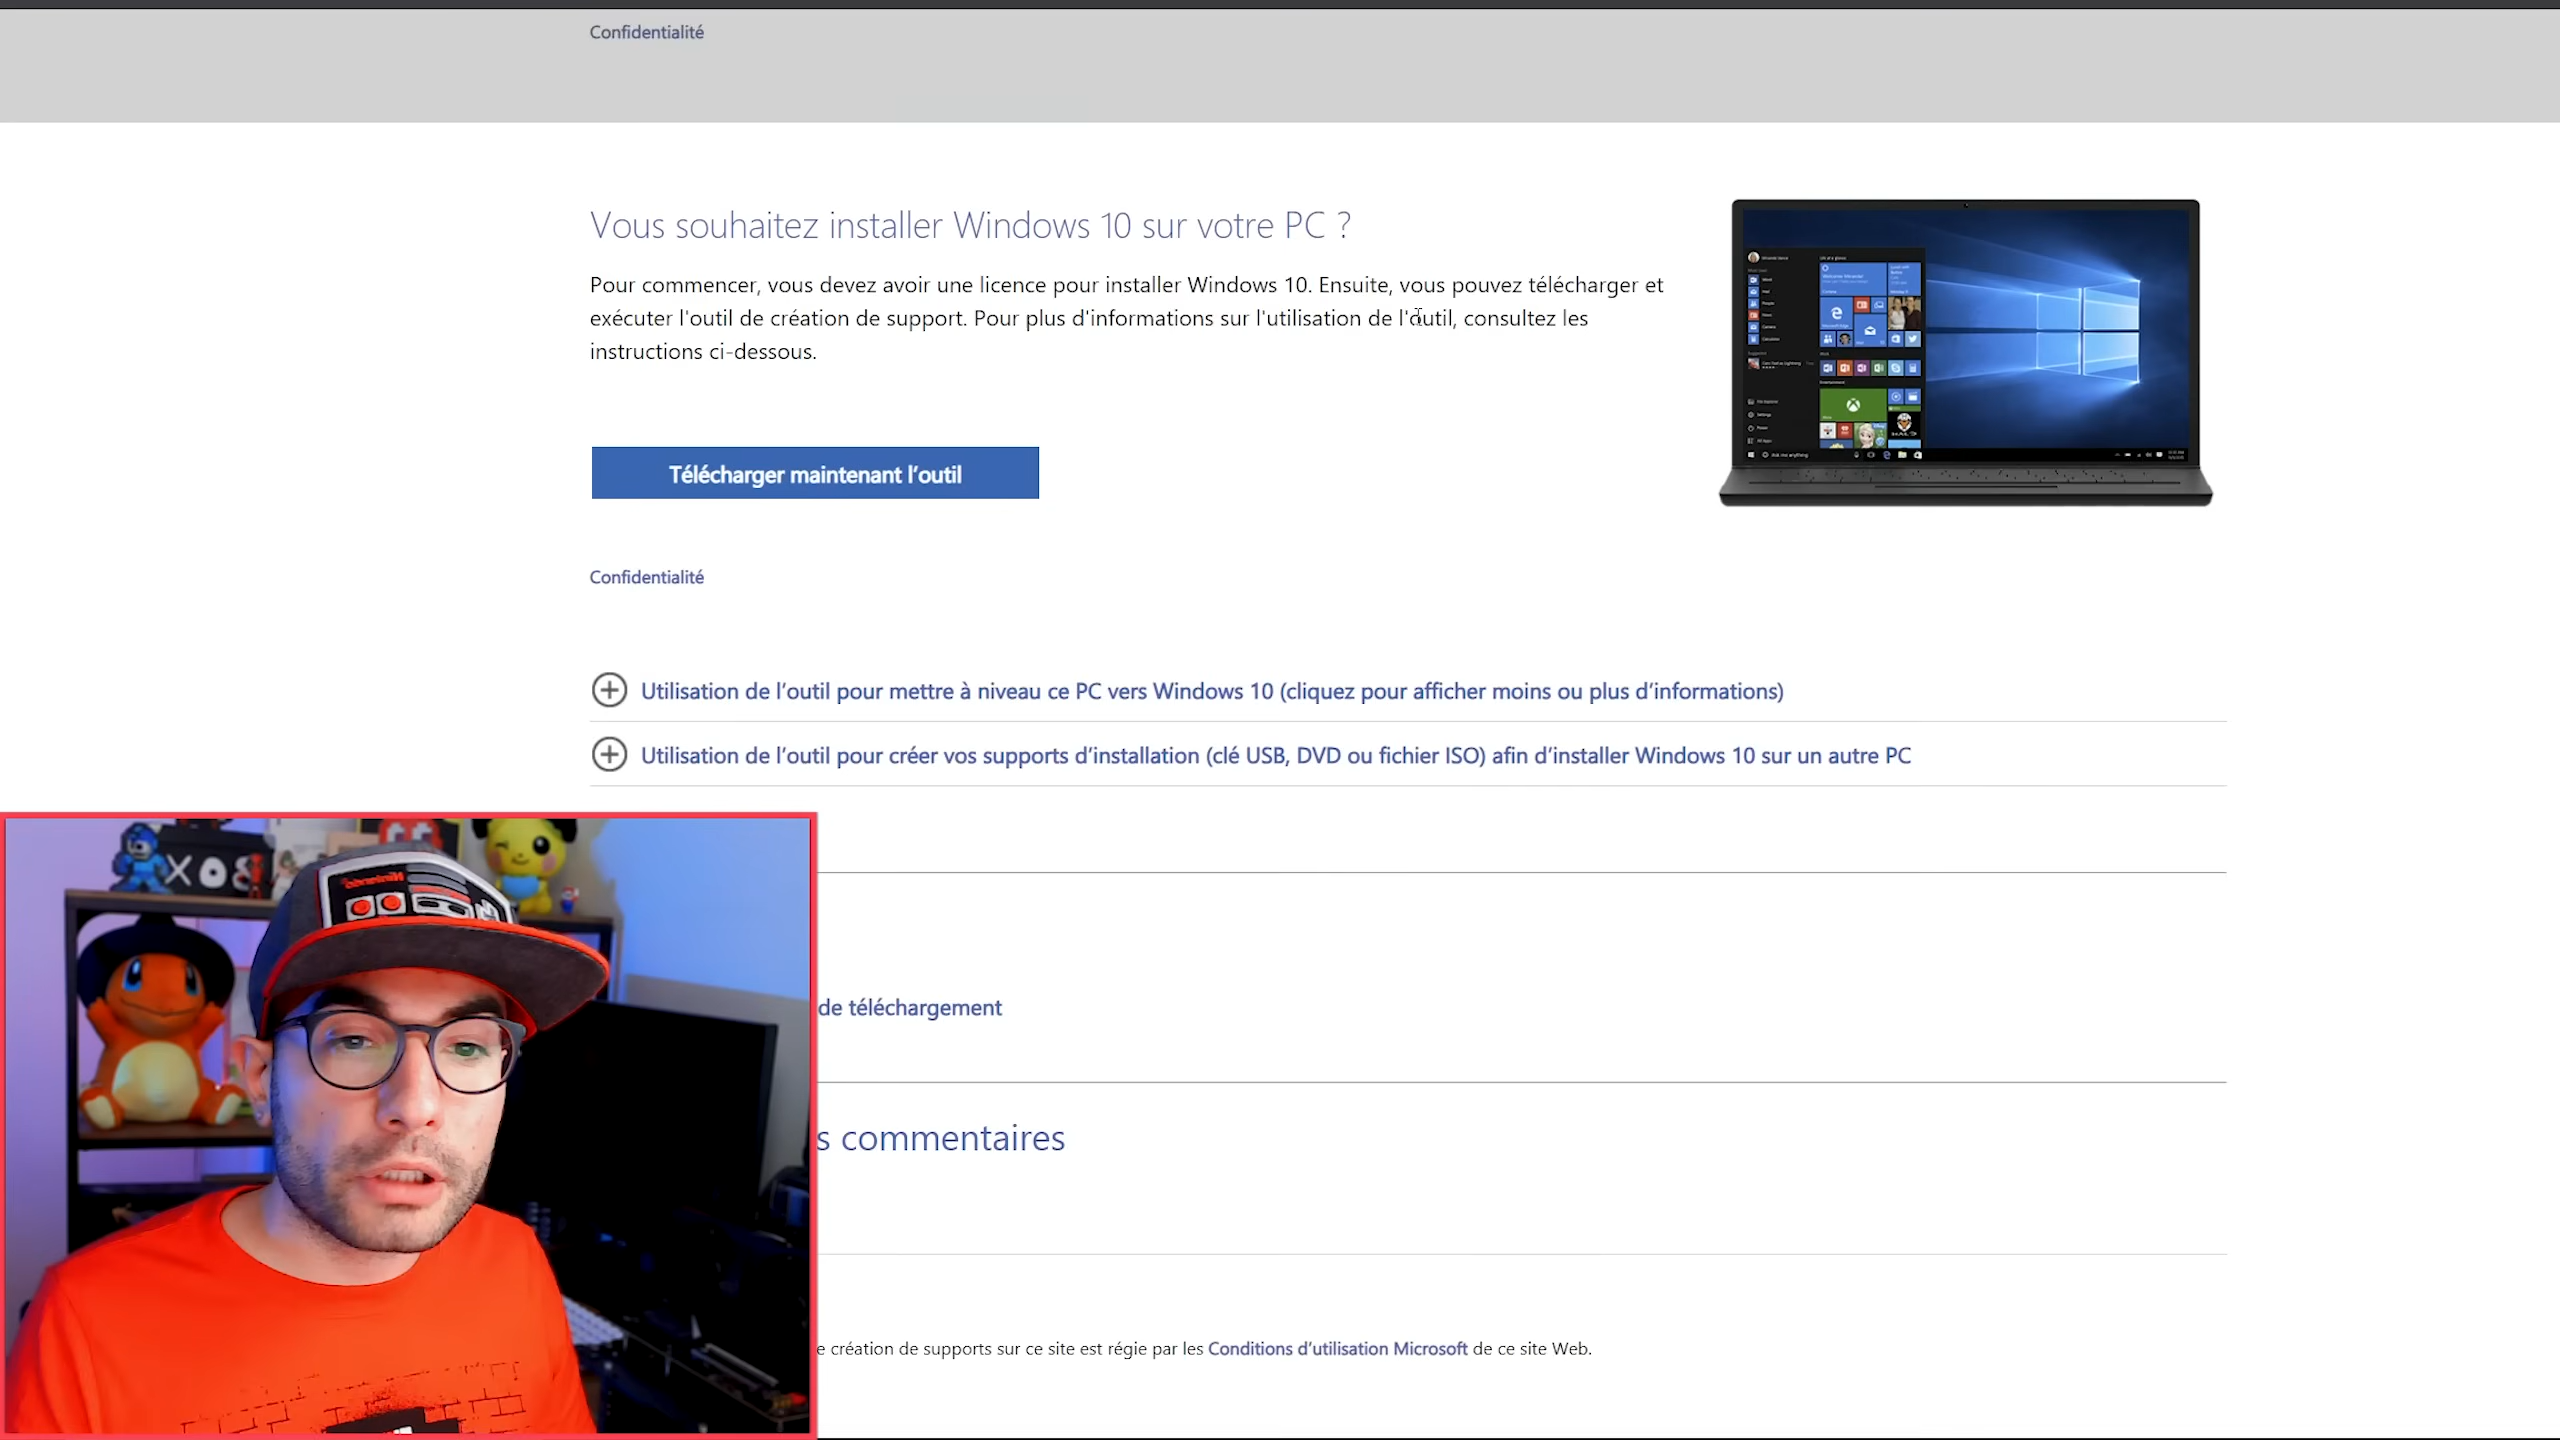 Confidentialité
Vous souhaitez installer Windows 10 sur votre PC ?
Pour commencer, vous devez avoir une licence pour installer Windows 10. Ensuite, vous pouvez télécharger et
exécuter l'outil de création de support. Pour plus d'informations sur l'utilisation de l'outil, consultez les
instructions ci-dessous.
Télécharger maintenant l’outil
Confidentialité
Utilisation de l’outil pour mettre à niveau ce PC vers Windows 10 (cliquez pour afficher moins ou plus d’informations)
Utilisation de l’outil pour créer vos supports d’installation (clé USB, DVD ou fichier ISO) afin d’installer Windows 10 sur un autre PC
de téléchargement
s commentaires
e création de supports sur ce site est régie par les Conditions d’utilisation Microsoft de ce site Web.